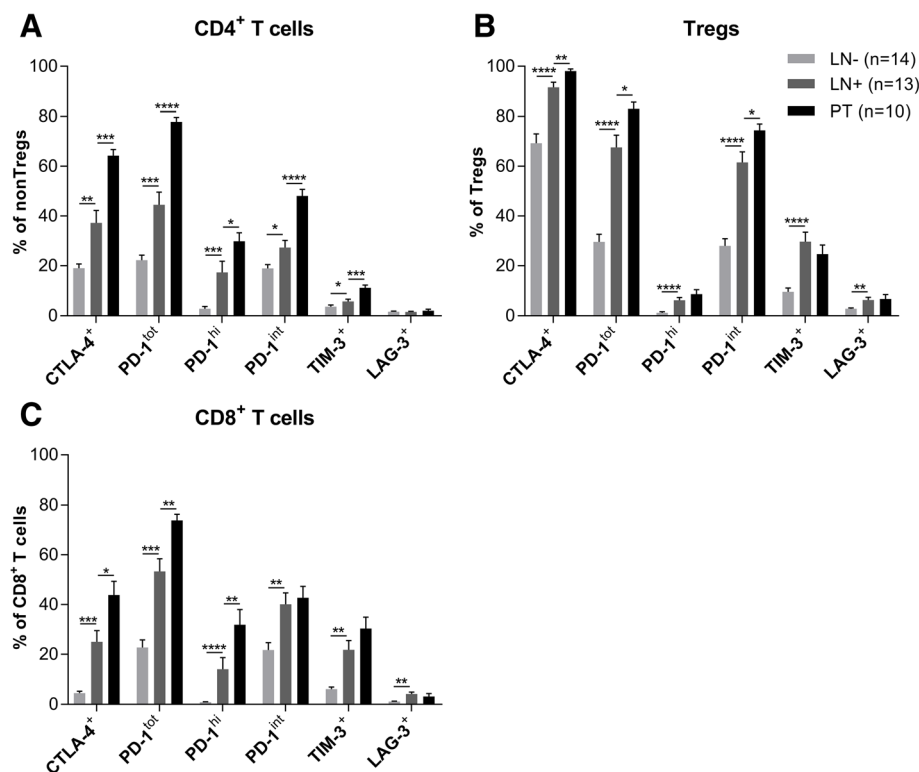 A
CD4⁺ T cells
% of nonTregs
100
80
60
40
20
0
** *** *** **** *** * * **** * ***
CTLA-4⁺ PD-1ᵗᵒᵗ PD-1ʰⁱ PD-1ⁱⁿᵗ TIM-3⁺ LAG-3⁺
B
Tregs
LN- (n=14)
LN+ (n=13)
PT (n=10)
% of Tregs
100
80
60
40
20
0
**** ** **** * **** **** * **** **
CTLA-4⁺ PD-1ᵗᵒᵗ PD-1ʰⁱ PD-1ⁱⁿᵗ TIM-3⁺ LAG-3⁺
C
CD8⁺ T cells
% of CD8⁺ T cells
100
80
60
40
20
0
*** * *** ** **** ** ** ** **
CTLA-4⁺ PD-1ᵗᵒᵗ PD-1ʰⁱ PD-1ⁱⁿᵗ TIM-3⁺ LAG-3⁺